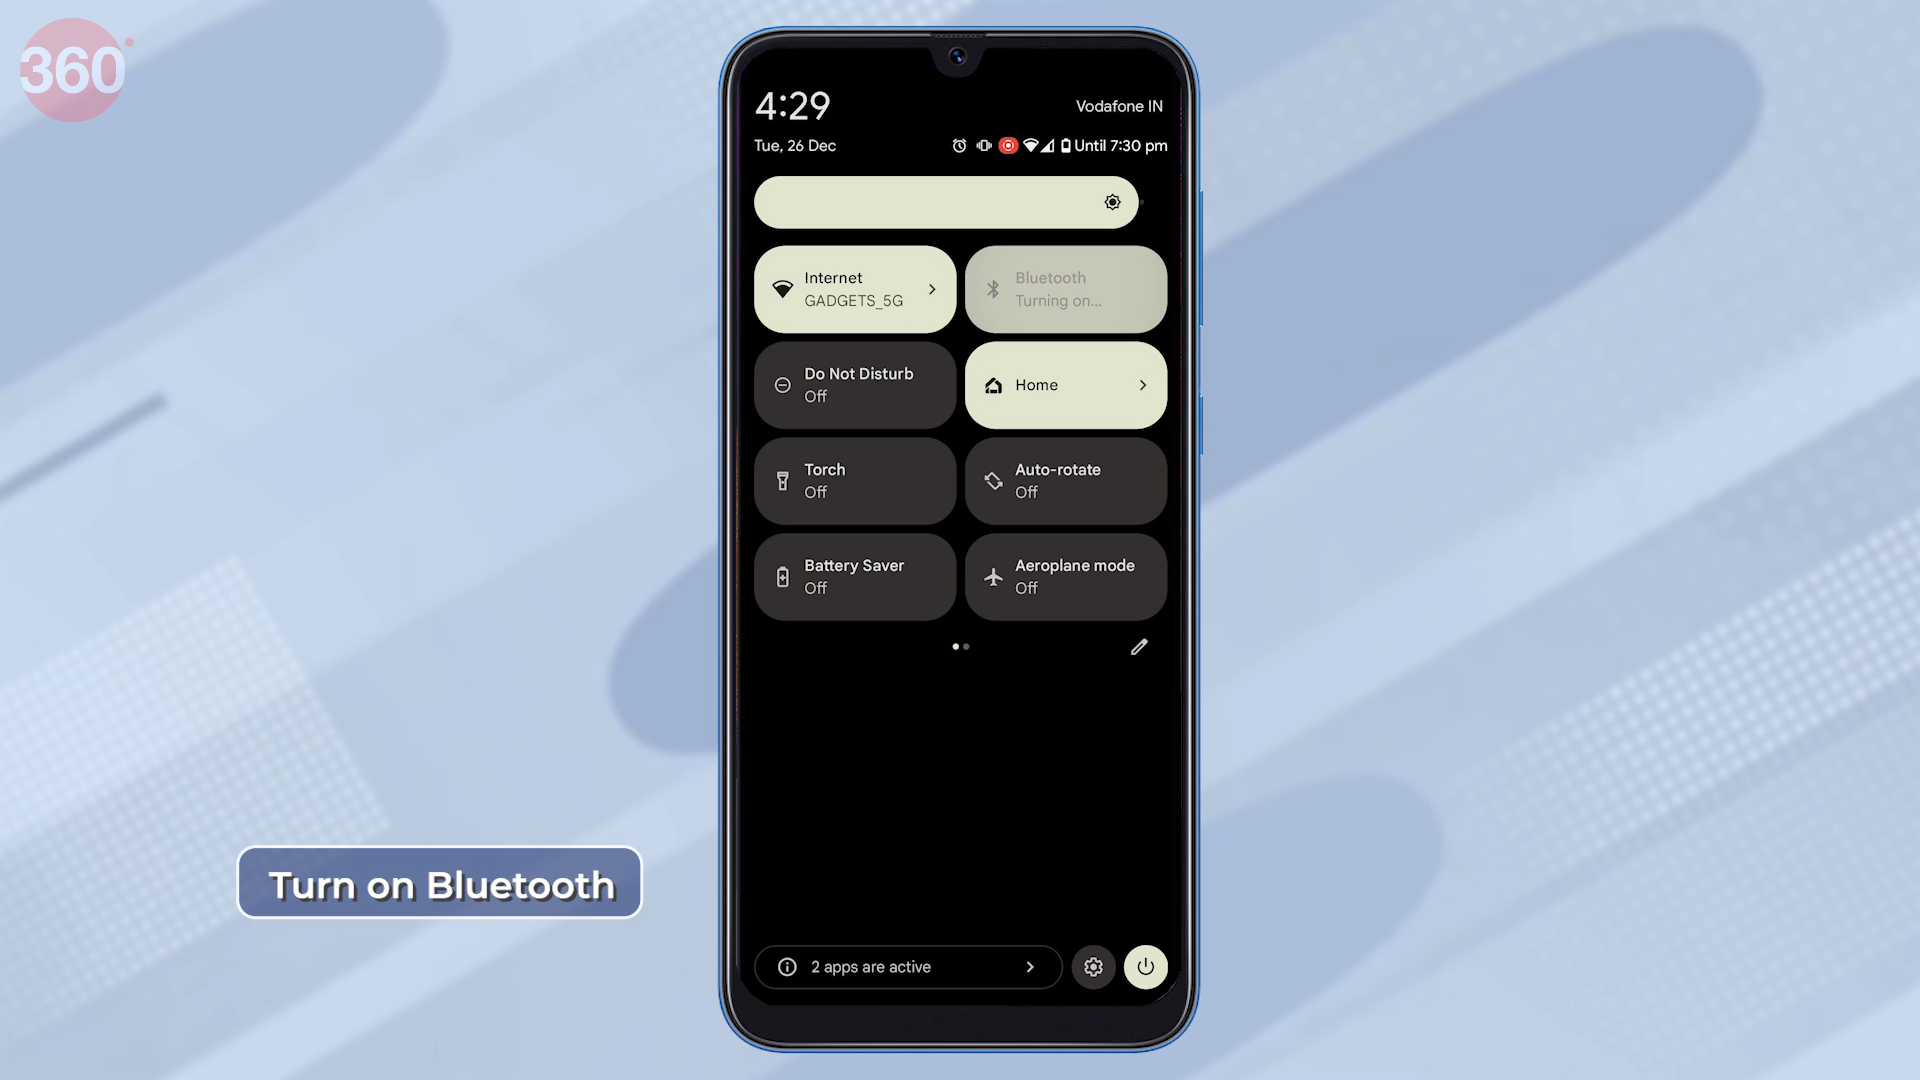 360
4:29
Vodafone IN
Tue, 26 Dec
Until 7:30 pm
Internet
GADGETS_5G
Bluetooth
Turning on...
Do Not Disturb
Off
Home
Torch
Off
Auto-rotate
Off
Battery Saver
Off
Aeroplane mode
Off
Turn on Bluetooth
2 apps are active